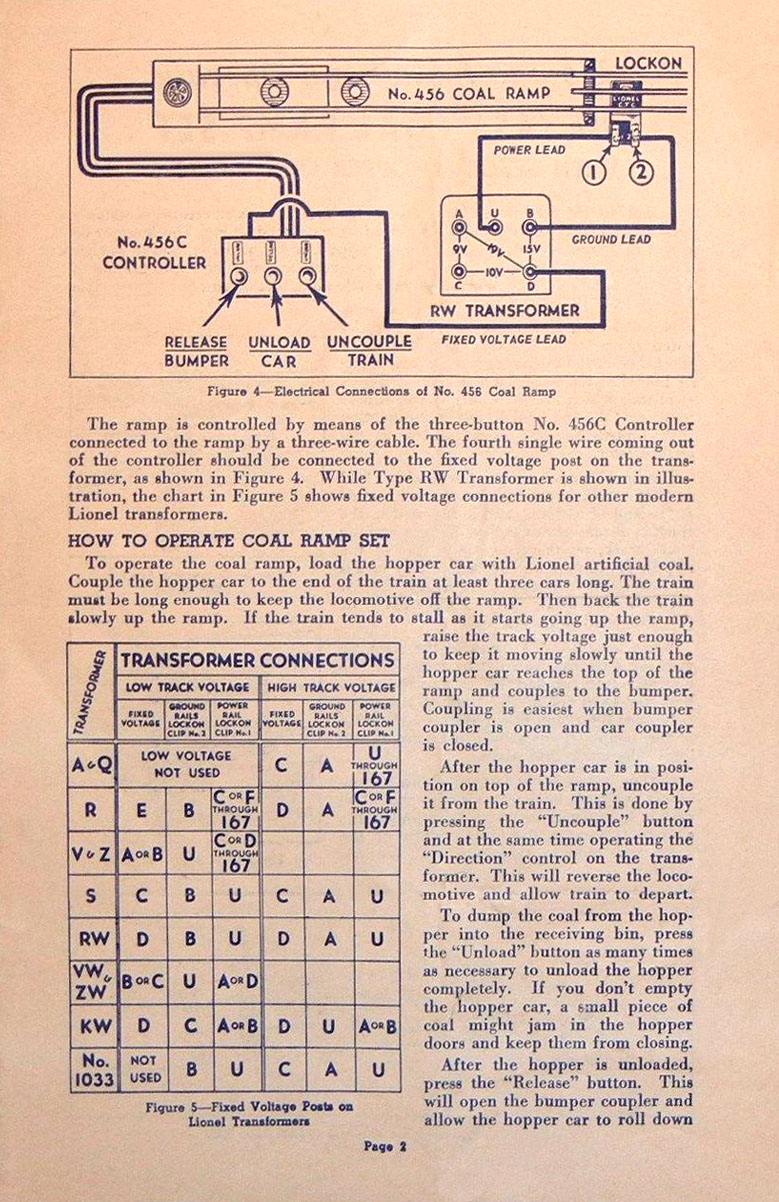 LOCKON
No. 456 COAL RAMP
LIONEL
CTC
POWER LEAD
1 2
A U B
No. 456C
CONTROLLER
GROUND LEAD
9V 19V 15V
10V
C D
RW TRANSFORMER
RELEASE
BUMPER
UNLOAD
CAR
UNCOUPLE
TRAIN
FIXED VOLTAGE LEAD
Figure 4—Electrical Connections of No. 456 Coal Ramp
The ramp is controlled by means of the three-button No. 456C Controller
connected to the ramp by a three-wire cable. The fourth single wire coming out
of the controller should be connected to the fixed voltage post on the trans-
former, as shown in Figure 4. While Type RW Transformer is shown in illus-
tration, the chart in Figure 5 shows fixed voltage connections for other modern
Lionel transformers.
HOW TO OPERATE COAL RAMP SET
To operate the coal ramp, load the hopper car with Lionel artificial coal.
Couple the hopper car to the end of the train at least three cars long. The train
must be long enough to keep the locomotive off the ramp. Then back the train
slowly up the ramp. If the train tends to stall as it starts going up the ramp,
raise the track voltage just enough
to keep it moving slowly until the
hopper car reaches the top of the
ramp and couples to the bumper.
Coupling is easiest when bumper
coupler is open and car coupler
is closed.
After the hopper car is in posi-
tion on top of the ramp, uncouple
it from the train. This is done by
pressing the “Uncouple” button
and at the same time operating the
“Direction” control on the trans-
former. This will reverse the loco-
motive and allow train to depart.
To dump the coal from the hop-
per into the receiving bin, press
the “Unload” button as many times
as necessary to unload the hopper
completely. If you don't empty
the hopper car, a small piece of
coal might jam in the hopper
doors and keep them from closing.
After the hopper is unloaded,
press the “Release” button. This
will open the bumper coupler and
allow the hopper car to roll down
TRANSFORMER
TRANSFORMER CONNECTIONS
LOW TRACK VOLTAGE HIGH TRACK VOLTAGE
FIXED VOLTAGE
GROUND RAILS LOCKON CLIP No. 2
POWER RAIL LOCKON CLIP No. 1
FIXED VOLTAGE
GROUND RAILS LOCKON CLIP No. 2
POWER RAIL LOCKON CLIP No. 1
A & Q LOW VOLTAGE NOT USED C A U THROUGH 167
R E B C OR F THROUGH 167 D A C OR F THROUGH 167
V & Z A OR B U C OR D THROUGH 167
S C B U C A U
RW D B U D A U
VW & ZW B OR C U A OR D
KW D C A OR B D U A OR B
No. 1033 NOT USED B U C A U
Figure 5—Fixed Voltage Posts on
Lionel Transformers
Page 2